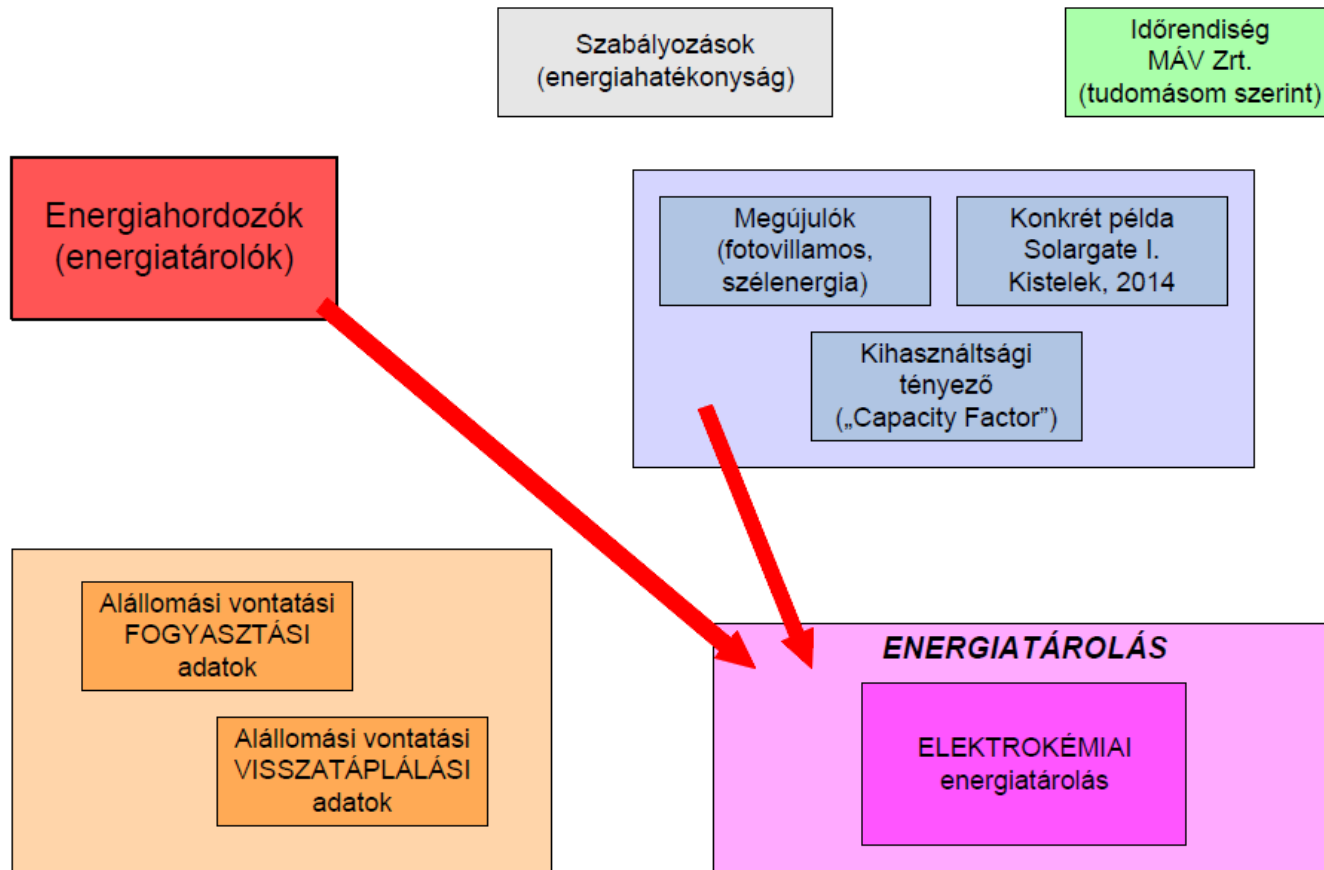 Szabályozások
(energiahatékonyság)
Időrendiség
MÁV Zrt.
(tudomásom szerint)
Energiahordozók
(energiatárolók)
Megújulók
(fotovillamos,
szélenergia)
Konkrét példa
Solargate I.
Kistelek, 2014
Kihasználtsági
tényező
(„Capacity Factor”)
Alállomási vontatási
FOGYASZTÁSI
adatok
Alállomási vontatási
VISSZATÁPLÁLÁSI
adatok
ENERGIATÁROLÁS
ELEKTROKÉMIAI
energiatárolás